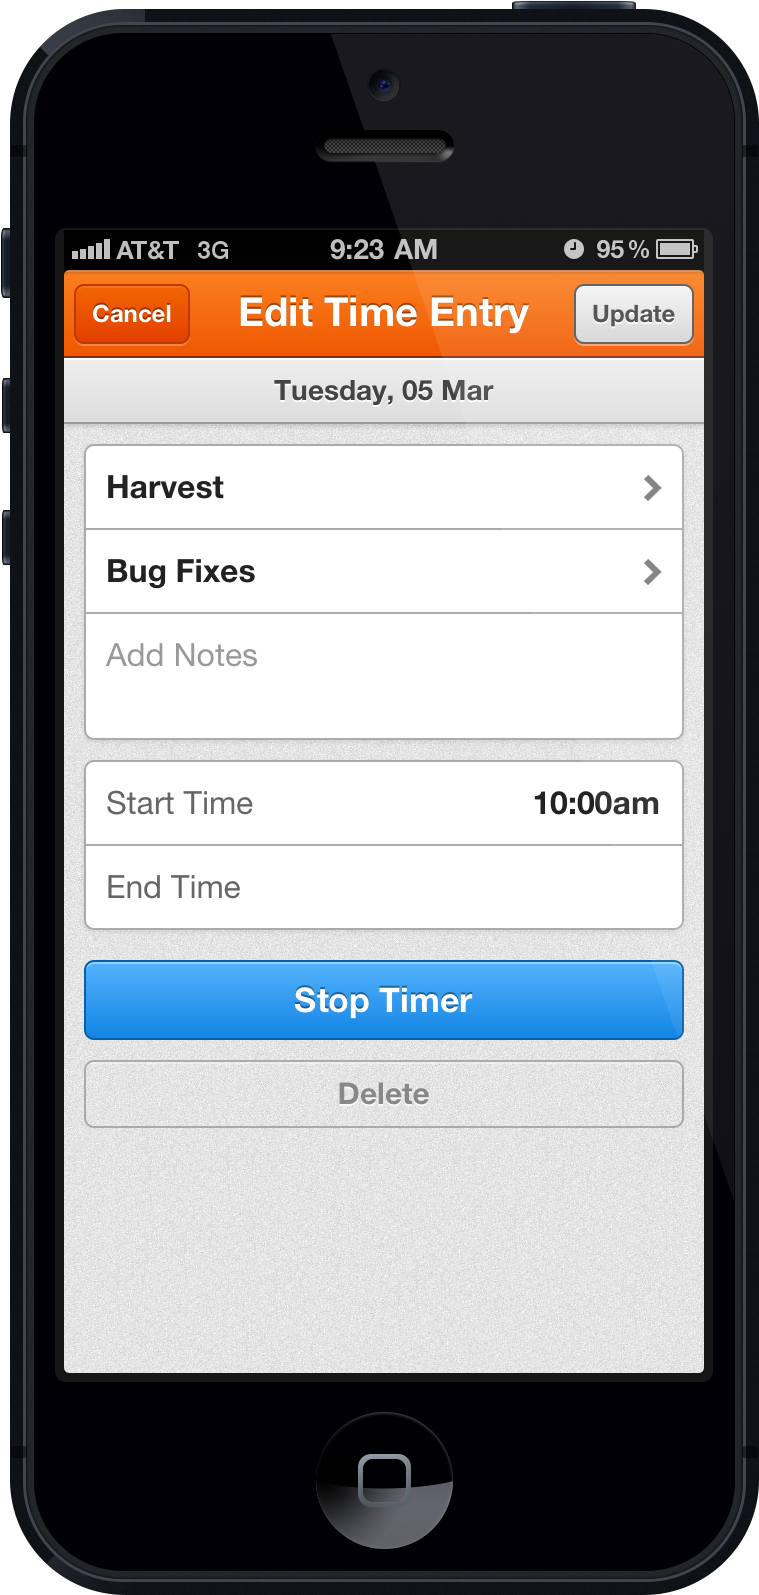 AT&T 3G 9:23 AM 95%
Cancel Edit Time Entry Update
Tuesday, 05 Mar
Harvest
Bug Fixes
Add Notes
Start Time 10:00am
End Time
Stop Timer
Delete